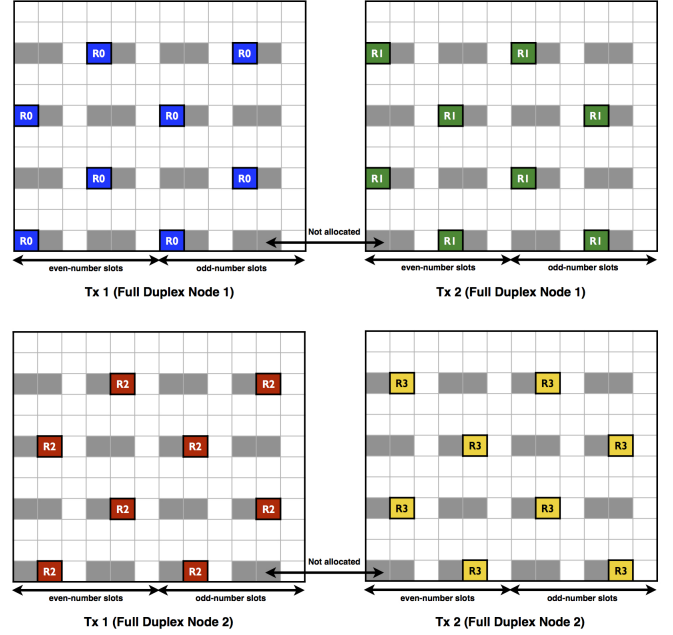 R0 R0
R1 R1
R0 R0
R1 R1
R0 R0
R1 R1
R0 R0
R1 R1
Not allocated
even-number slots odd-number slots
even-number slots odd-number slots
Tx 1 (Full Duplex Node 1)
Tx 2 (Full Duplex Node 1)
R2 R2
R3 R3
R2 R2
R3 R3
R2 R2
R3 R3
R2 R2
R3 R3
Not allocated
even-number slots odd-number slots
even-number slots odd-number slots
Tx 1 (Full Duplex Node 2)
Tx 2 (Full Duplex Node 2)